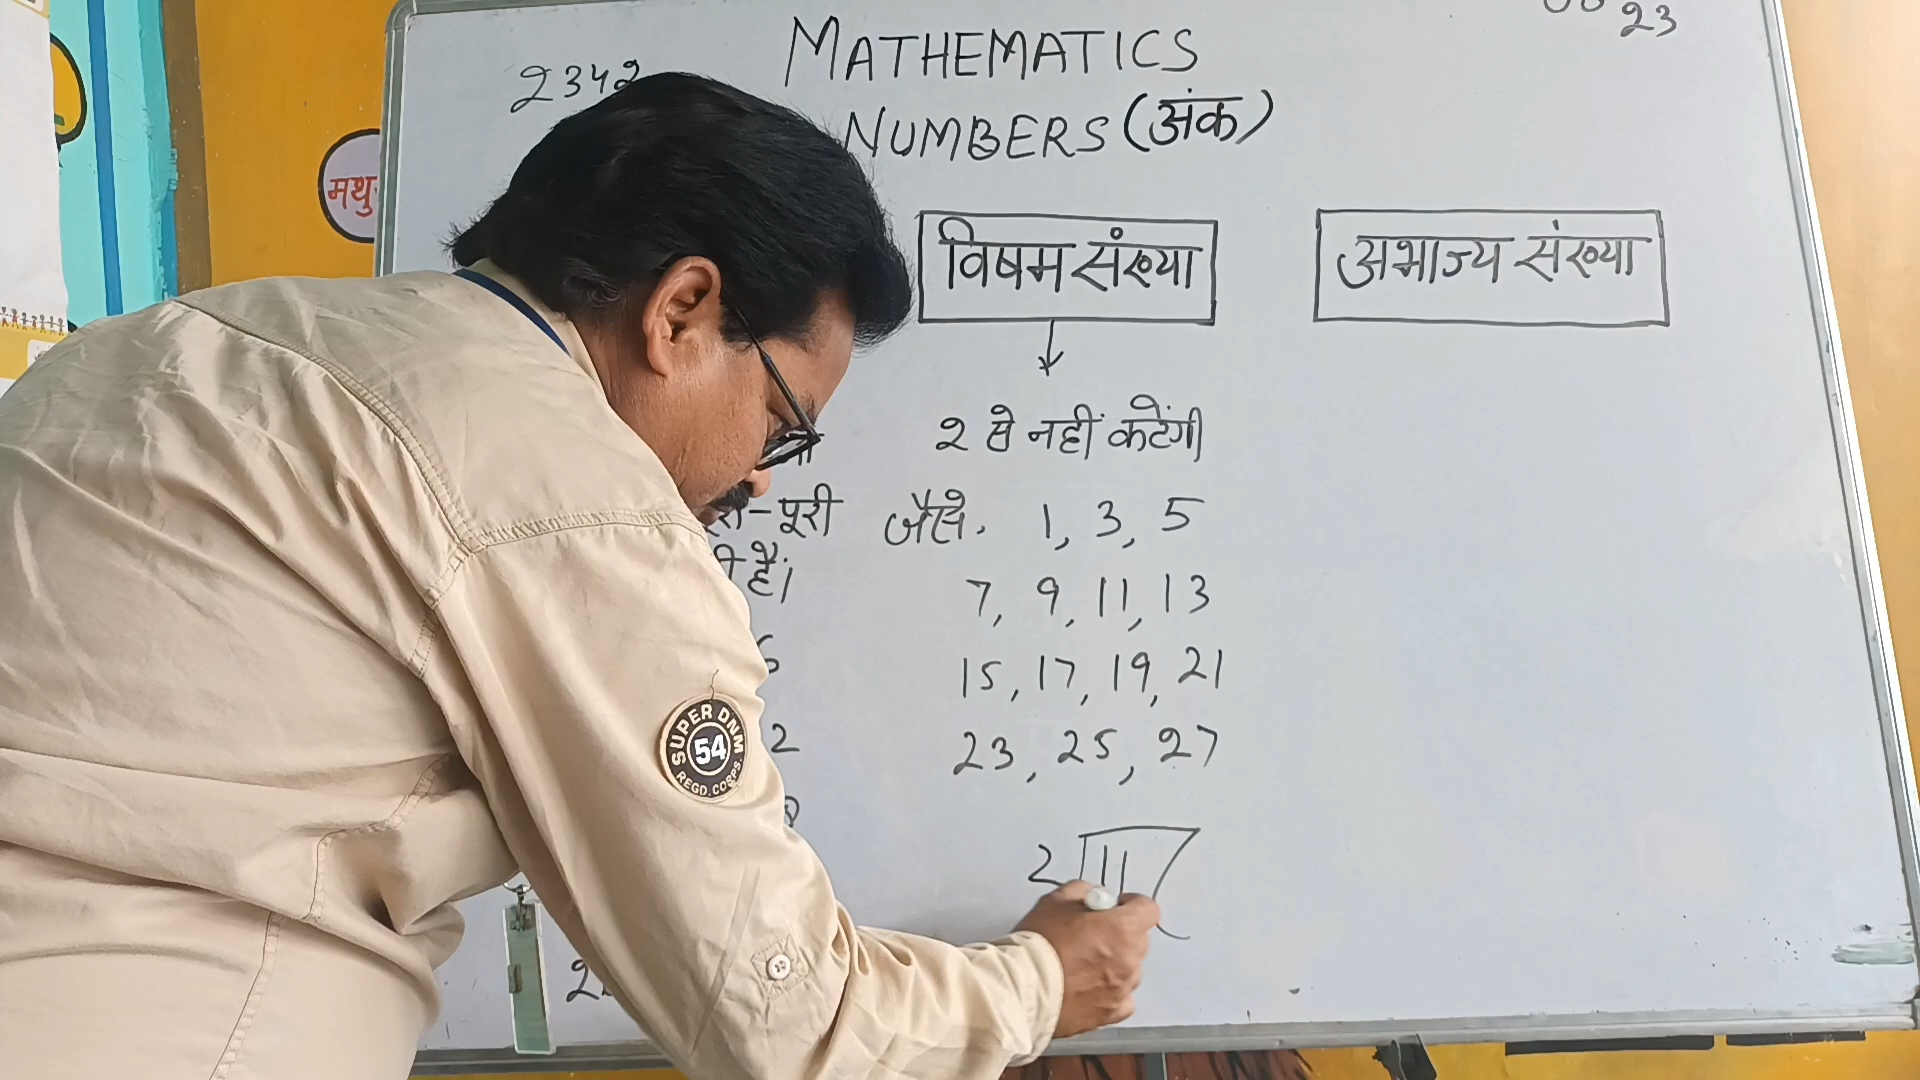 23
2342
MATHEMATICS
NUMBERS (अंक)
विषम संख्या
अभाज्य संख्या
2 से नहीं कटेंगी
-पूरी
हैं।
जैसे. 1, 3, 5
7, 9, 11, 13
15, 17, 19, 21
23, 25, 27
2
2 11
SUPER DNM
54
REGD. CORPS.